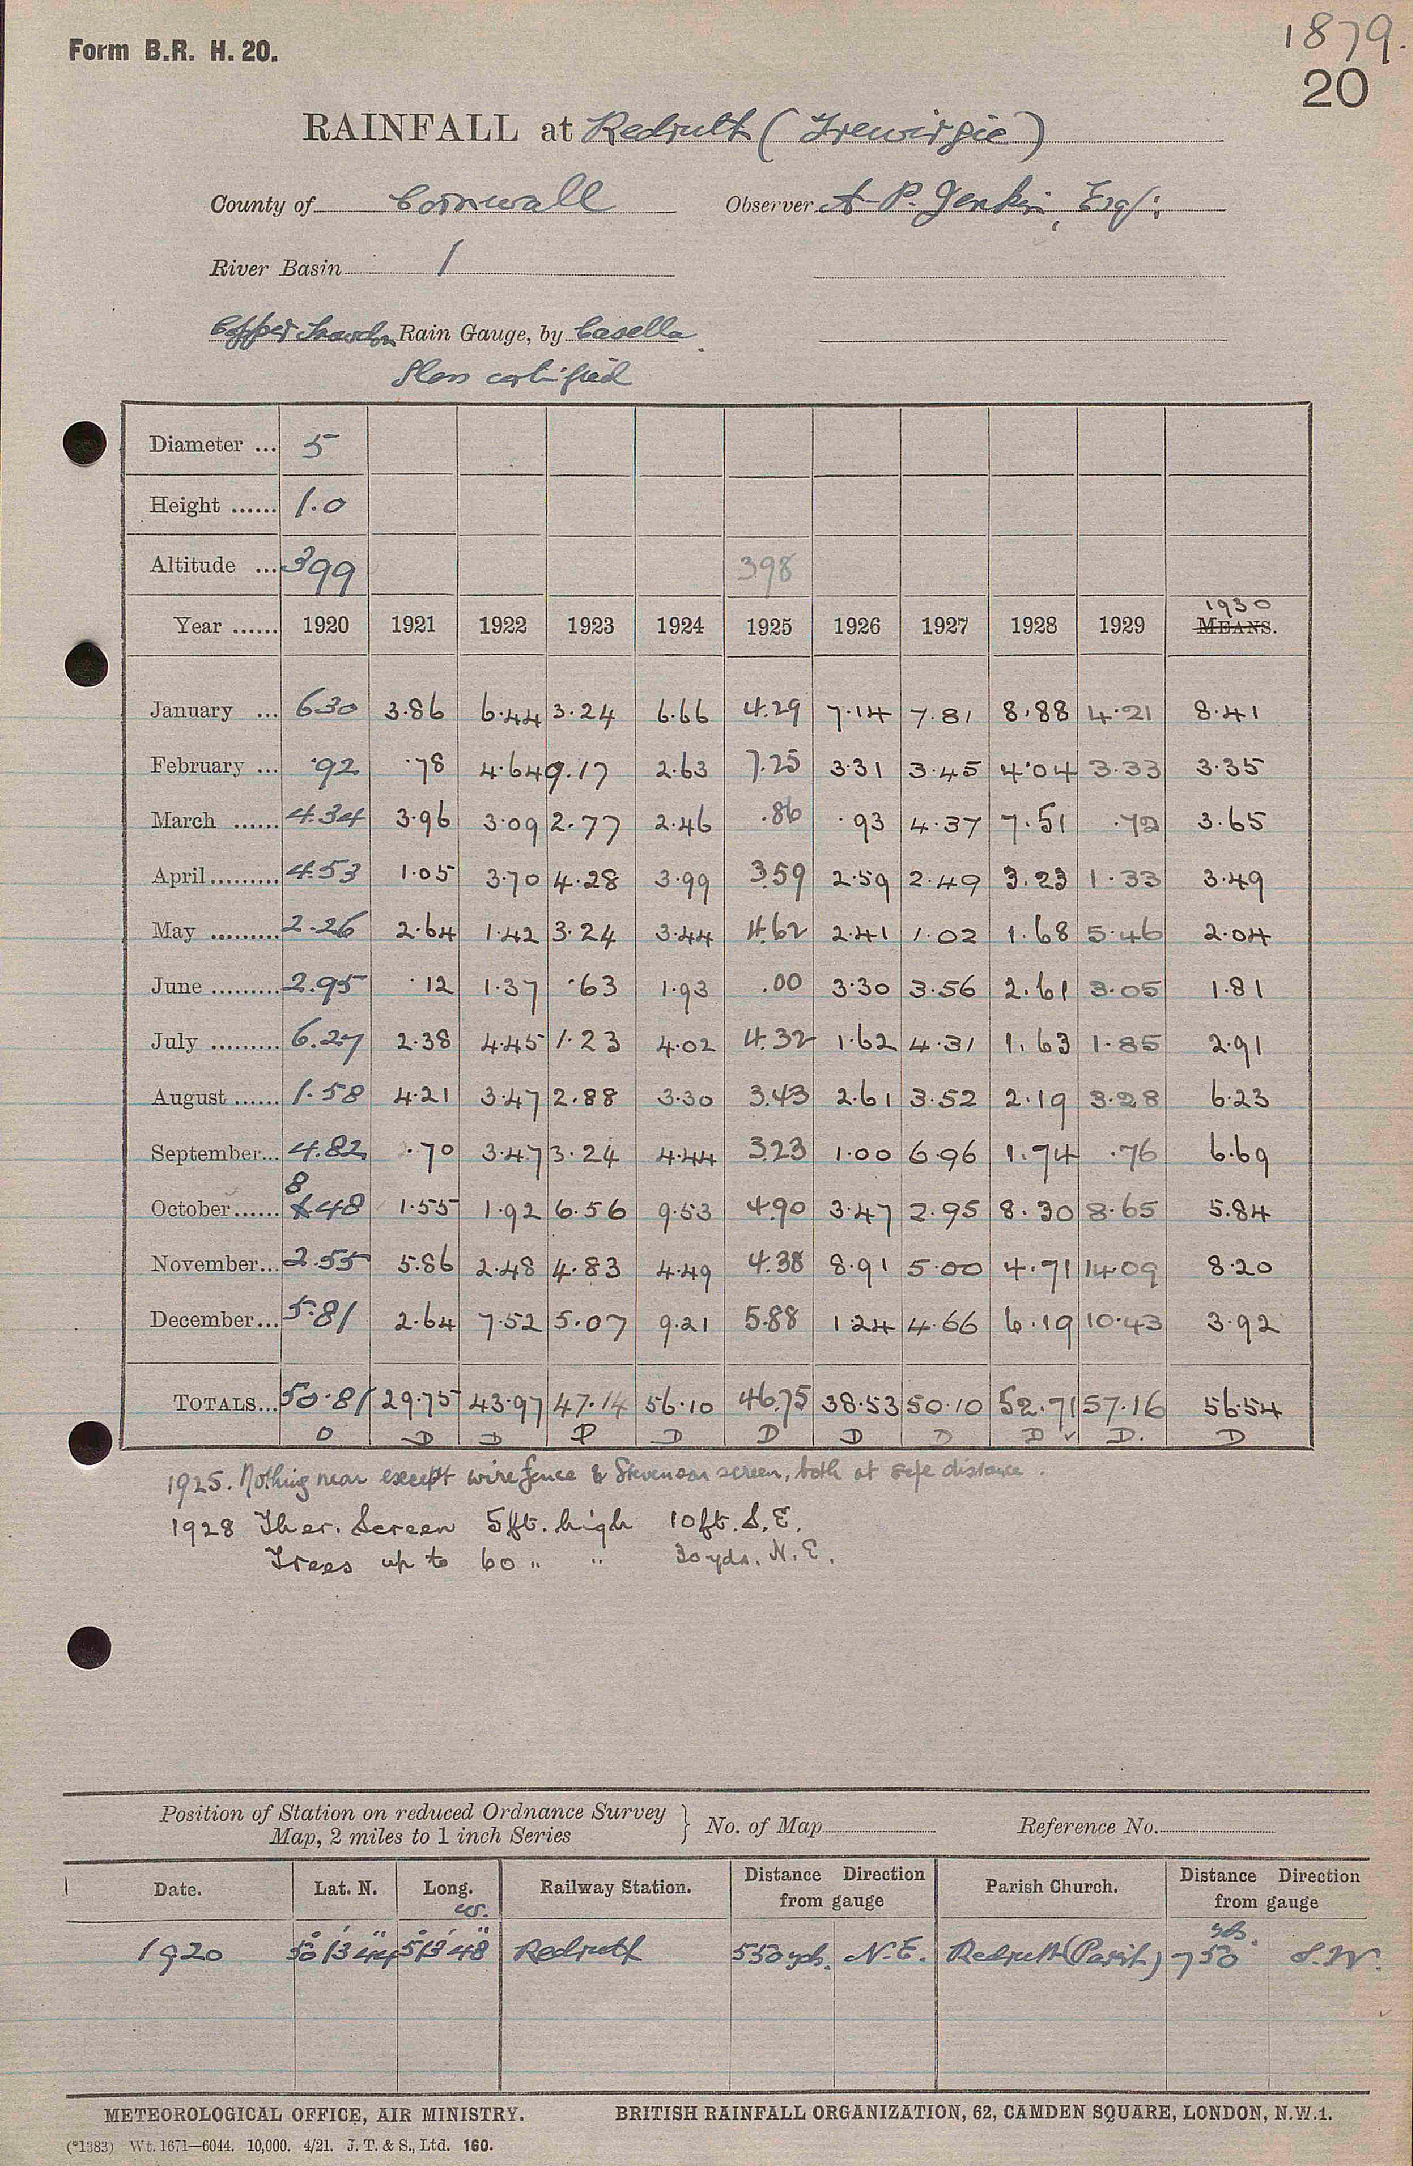 Form B.R. H. 20.
1879.
20
RAINFALL at Redruth (Trewirgie)
County of Cornwall Observer A. P. Jenkin, Esq.
River Basin 1
Copper Snowdon Rain Gauge, by Casella.
Glass certified
Diameter ... 5
Height ...... 1.0
Altitude ... 399 398
Year ...... 1920 1921 1922 1923 1924 1925 1926 1927 1928 1929 1930 MEANS.
January ... 6.30 3.86 6.44 3.24 6.66 4.29 7.14 7.81 8.88 4.21 8.41
February ... .92 .78 4.64 9.17 2.63 7.25 3.31 3.45 4.04 3.33 3.35
March ...... 4.34 3.96 3.09 2.77 2.46 .86 .93 4.37 7.51 .72 3.65
April......... 4.53 1.05 3.70 4.28 3.99 3.59 2.59 2.49 3.23 1.33 3.49
May ......... 2.26 2.64 1.42 3.24 3.44 4.62 2.41 1.02 1.68 5.46 2.04
June ......... 2.95 .12 1.37 .63 1.93 .00 3.30 3.56 2.61 3.05 1.81
July ......... 6.27 2.38 4.45 1.23 4.02 4.32 1.62 4.31 1.63 1.85 2.91
August ...... 1.58 4.21 3.47 2.88 3.30 3.43 2.61 3.52 2.19 3.28 6.23
September... 4.82 .70 3.47 3.24 4.44 3.23 1.00 6.96 1.94 .76 6.69
October...... 8.48 1.55 1.92 6.56 9.53 4.90 3.47 2.95 8.30 8.65 5.84
November... 2.55 5.86 2.48 4.83 4.49 4.38 8.91 5.00 4.71 14.09 8.20
December... 5.81 2.64 7.52 5.07 9.21 5.88 1.24 4.66 6.19 10.43 3.92
TOTALS... 50.81 29.75 43.97 47.14 56.10 46.75 38.53 50.10 52.71 57.16 56.54
D D D D D D D D D ✓ D. D
1925. Nothing near except wire fence & Stevenson screen, both at safe distance.
1928 Ther. Screen 5ft. high 10ft. S.E.
Trees up to 60 " " 30yds. N.E.
Position of Station on reduced Ordnance Survey Map, 2 miles to 1 inch Series } No. of Map Reference No.
Date. Lat. N. Long. W. Railway Station. Distance Direction from gauge Parish Church. Distance Direction from gauge
1920 50° 13' 44" 5° 13' 48" Redruth 550 yds. N.E. Redruth (Parish) 750 yds. S.W.
METEOROLOGICAL OFFICE, AIR MINISTRY. BRITISH RAINFALL ORGANIZATION, 62, CAMDEN SQUARE, LONDON, N.W.1.
(*1383) Wt. 1671—6044. 10,000. 4/21. J. T. & S., Ltd. 160.